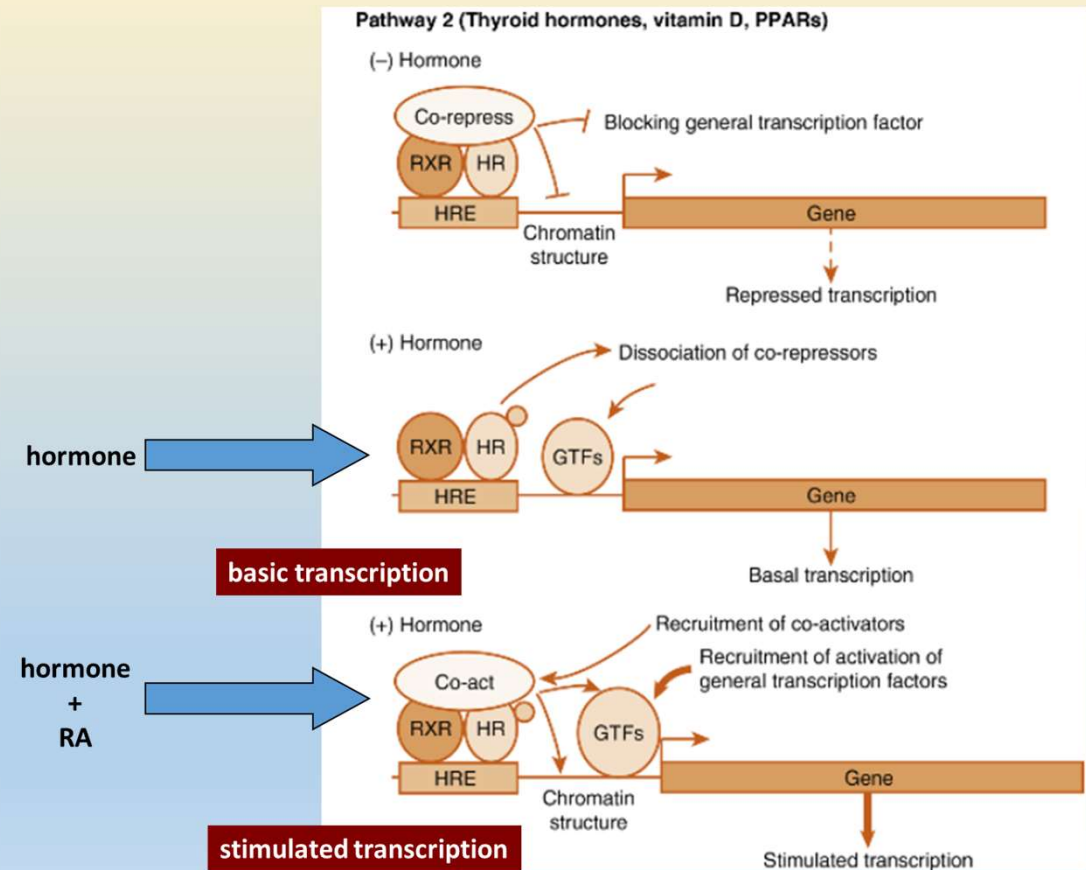 Pathway 2 (Thyroid hormones, vitamin D, PPARs)
(–) Hormone
Co-repress
Blocking general transcription factor
RXR
HR
HRE
Gene
Chromatin
structure
Repressed transcription
(+) Hormone
Dissociation of co-repressors
hormone
RXR
HR
GTFs
HRE
Gene
basic transcription
Basal transcription
(+) Hormone
Recruitment of co-activators
hormone
+
RA
Recruitment of activation of
general transcription factors
Co-act
RXR
HR
GTFs
HRE
Gene
Chromatin
structure
stimulated transcription
Stimulated transcription